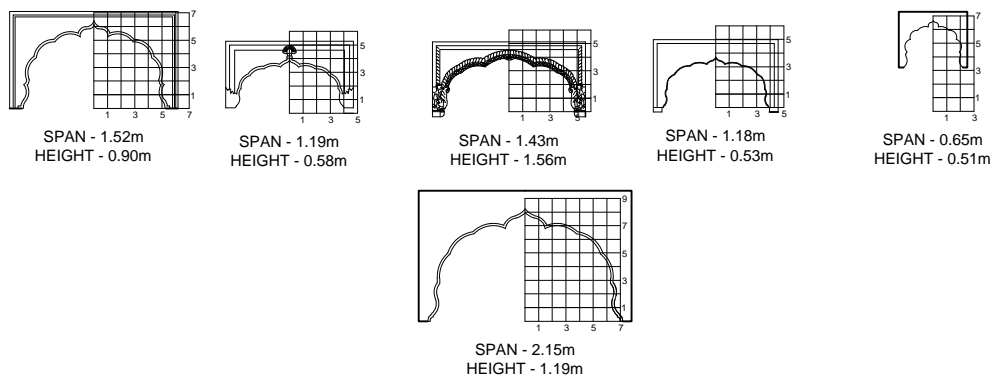 7
5
3
1
1 3 5 7
SPAN - 1.52m
HEIGHT - 0.90m
5
3
1
1 3 5
SPAN - 1.19m
HEIGHT - 0.58m
5
3
1
1 3 5
SPAN - 1.43m
HEIGHT - 1.56m
5
3
1
1 3 5
SPAN - 1.18m
HEIGHT - 0.53m
7
5
3
1
1 3
SPAN - 0.65m
HEIGHT - 0.51m
9
7
5
3
1
1 3 5 7
SPAN - 2.15m
HEIGHT - 1.19m